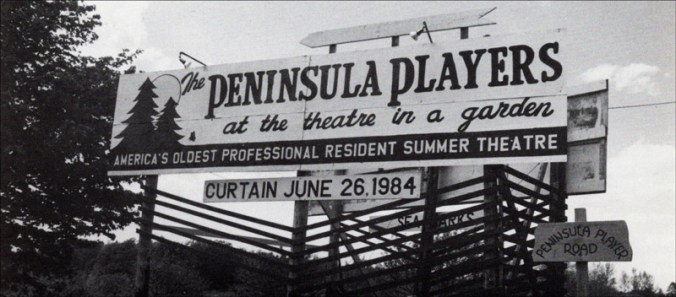 The PENINSULA PLAYERS
at the theatre in a garden
AMERICA'S OLDEST PROFESSIONAL RESIDENT SUMMER THEATRE
CURTAIN JUNE 26, 1984
PENINSULA PLAYER
ROAD